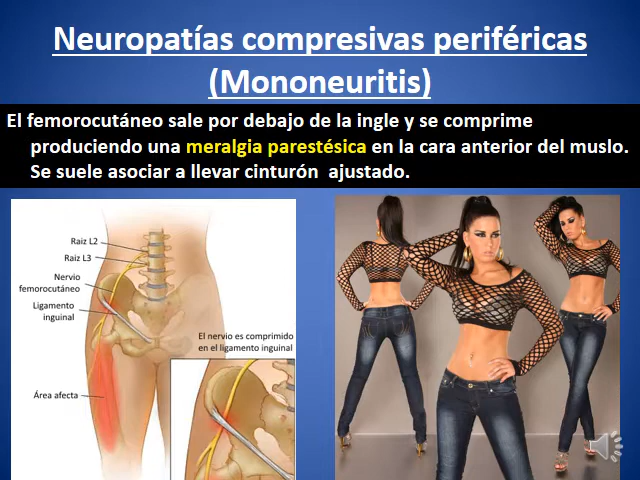 Neuropatías compresivas periféricas
(Mononeuritis)
El femorocutáneo sale por debajo de la ingle y se comprime
produciendo una meralgia parestésica en la cara anterior del muslo.
Se suele asociar a llevar cinturón ajustado.
Raiz L2
Raiz L3
Nervio
femorocutáneo
Ligamento
inguinal
El nervio es comprimido
en el ligamento inguinal
Área afecta